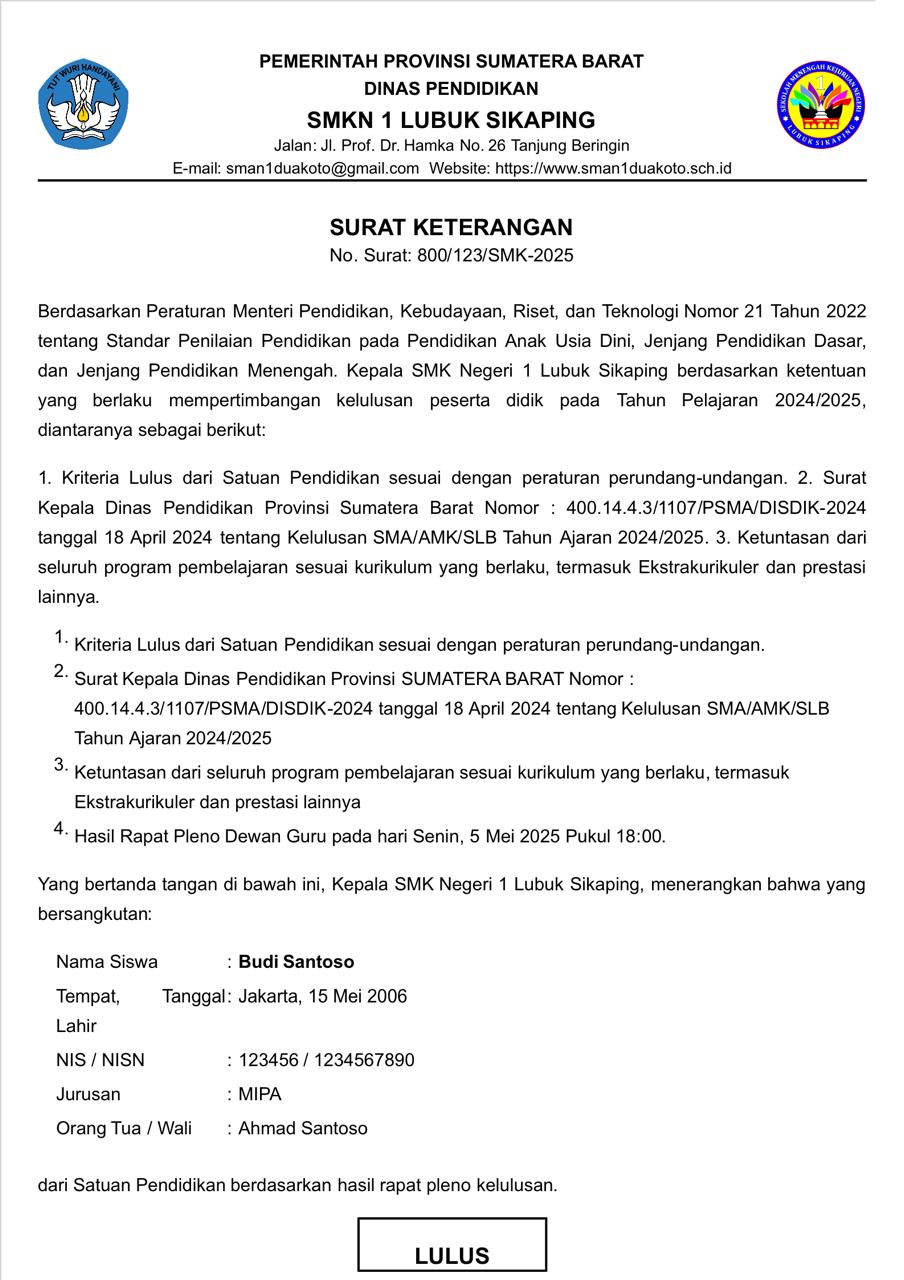 PEMERINTAH PROVINSI SUMATERA BARAT
DINAS PENDIDIKAN
SMKN 1 LUBUK SIKAPING
Jalan: Jl. Prof. Dr. Hamka No. 26 Tanjung Beringin
E-mail: sman1duakoto@gmail.com Website: https://www.sman1duakoto.sch.id
TUT WURI HANDAYANI
SEKOLAH MENENGAH KEJURUAN NEGERI
1
LUBUK SIKAPING
SURAT KETERANGAN
No. Surat: 800/123/SMK-2025
Berdasarkan Peraturan Menteri Pendidikan, Kebudayaan, Riset, dan Teknologi Nomor 21 Tahun 2022
tentang Standar Penilaian Pendidikan pada Pendidikan Anak Usia Dini, Jenjang Pendidikan Dasar,
dan Jenjang Pendidikan Menengah. Kepala SMK Negeri 1 Lubuk Sikaping berdasarkan ketentuan
yang berlaku mempertimbangan kelulusan peserta didik pada Tahun Pelajaran 2024/2025,
diantaranya sebagai berikut:
1. Kriteria Lulus dari Satuan Pendidikan sesuai dengan peraturan perundang-undangan. 2. Surat
Kepala Dinas Pendidikan Provinsi Sumatera Barat Nomor : 400.14.4.3/1107/PSMA/DISDIK-2024
tanggal 18 April 2024 tentang Kelulusan SMA/AMK/SLB Tahun Ajaran 2024/2025. 3. Ketuntasan dari
seluruh program pembelajaran sesuai kurikulum yang berlaku, termasuk Ekstrakurikuler dan prestasi
lainnya.
1. Kriteria Lulus dari Satuan Pendidikan sesuai dengan peraturan perundang-undangan.
2. Surat Kepala Dinas Pendidikan Provinsi SUMATERA BARAT Nomor :
400.14.4.3/1107/PSMA/DISDIK-2024 tanggal 18 April 2024 tentang Kelulusan SMA/AMK/SLB
Tahun Ajaran 2024/2025
3. Ketuntasan dari seluruh program pembelajaran sesuai kurikulum yang berlaku, termasuk
Ekstrakurikuler dan prestasi lainnya
4. Hasil Rapat Pleno Dewan Guru pada hari Senin, 5 Mei 2025 Pukul 18:00.
Yang bertanda tangan di bawah ini, Kepala SMK Negeri 1 Lubuk Sikaping, menerangkan bahwa yang
bersangkutan:
Nama Siswa : Budi Santoso
Tempat, Tanggal : Jakarta, 15 Mei 2006
Lahir
NIS / NISN : 123456 / 1234567890
Jurusan : MIPA
Orang Tua / Wali : Ahmad Santoso
dari Satuan Pendidikan berdasarkan hasil rapat pleno kelulusan.
LULUS